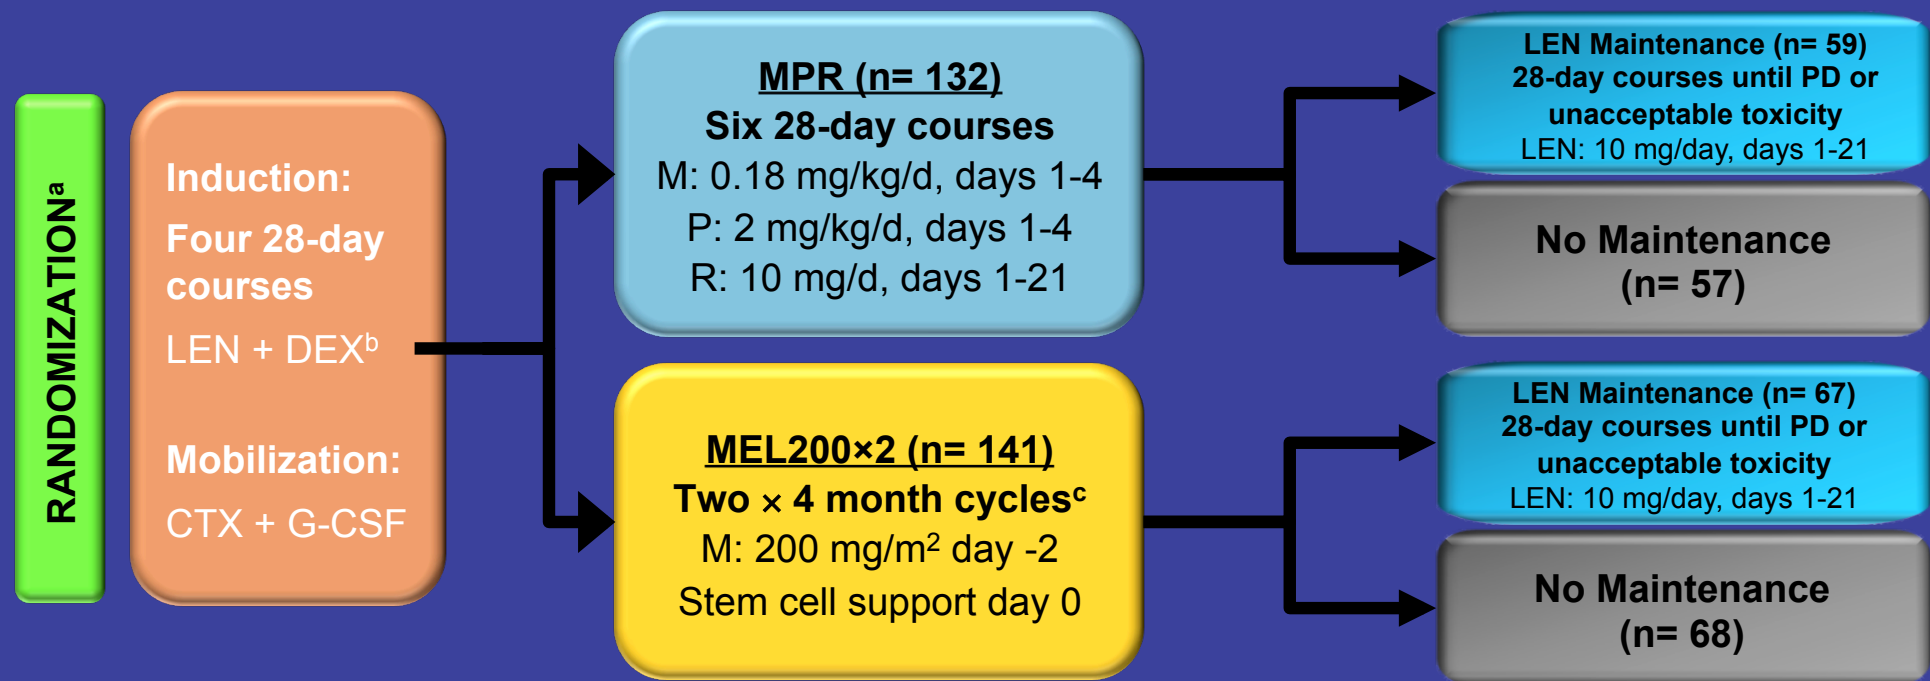 RANDOMIZATIONᵃ
Induction:
Four 28-day
courses
LEN + DEXᵇ
Mobilization:
CTX + G-CSF
MPR (n= 132)
Six 28-day courses
M: 0.18 mg/kg/d, days 1-4
P: 2 mg/kg/d, days 1-4
R: 10 mg/d, days 1-21
MEL200×2 (n= 141)
Two × 4 month cyclesᶜ
M: 200 mg/m² day -2
Stem cell support day 0
LEN Maintenance (n= 59)
28-day courses until PD or
unacceptable toxicity
LEN: 10 mg/day, days 1-21
No Maintenance
(n= 57)
LEN Maintenance (n= 67)
28-day courses until PD or
unacceptable toxicity
LEN: 10 mg/day, days 1-21
No Maintenance
(n= 68)